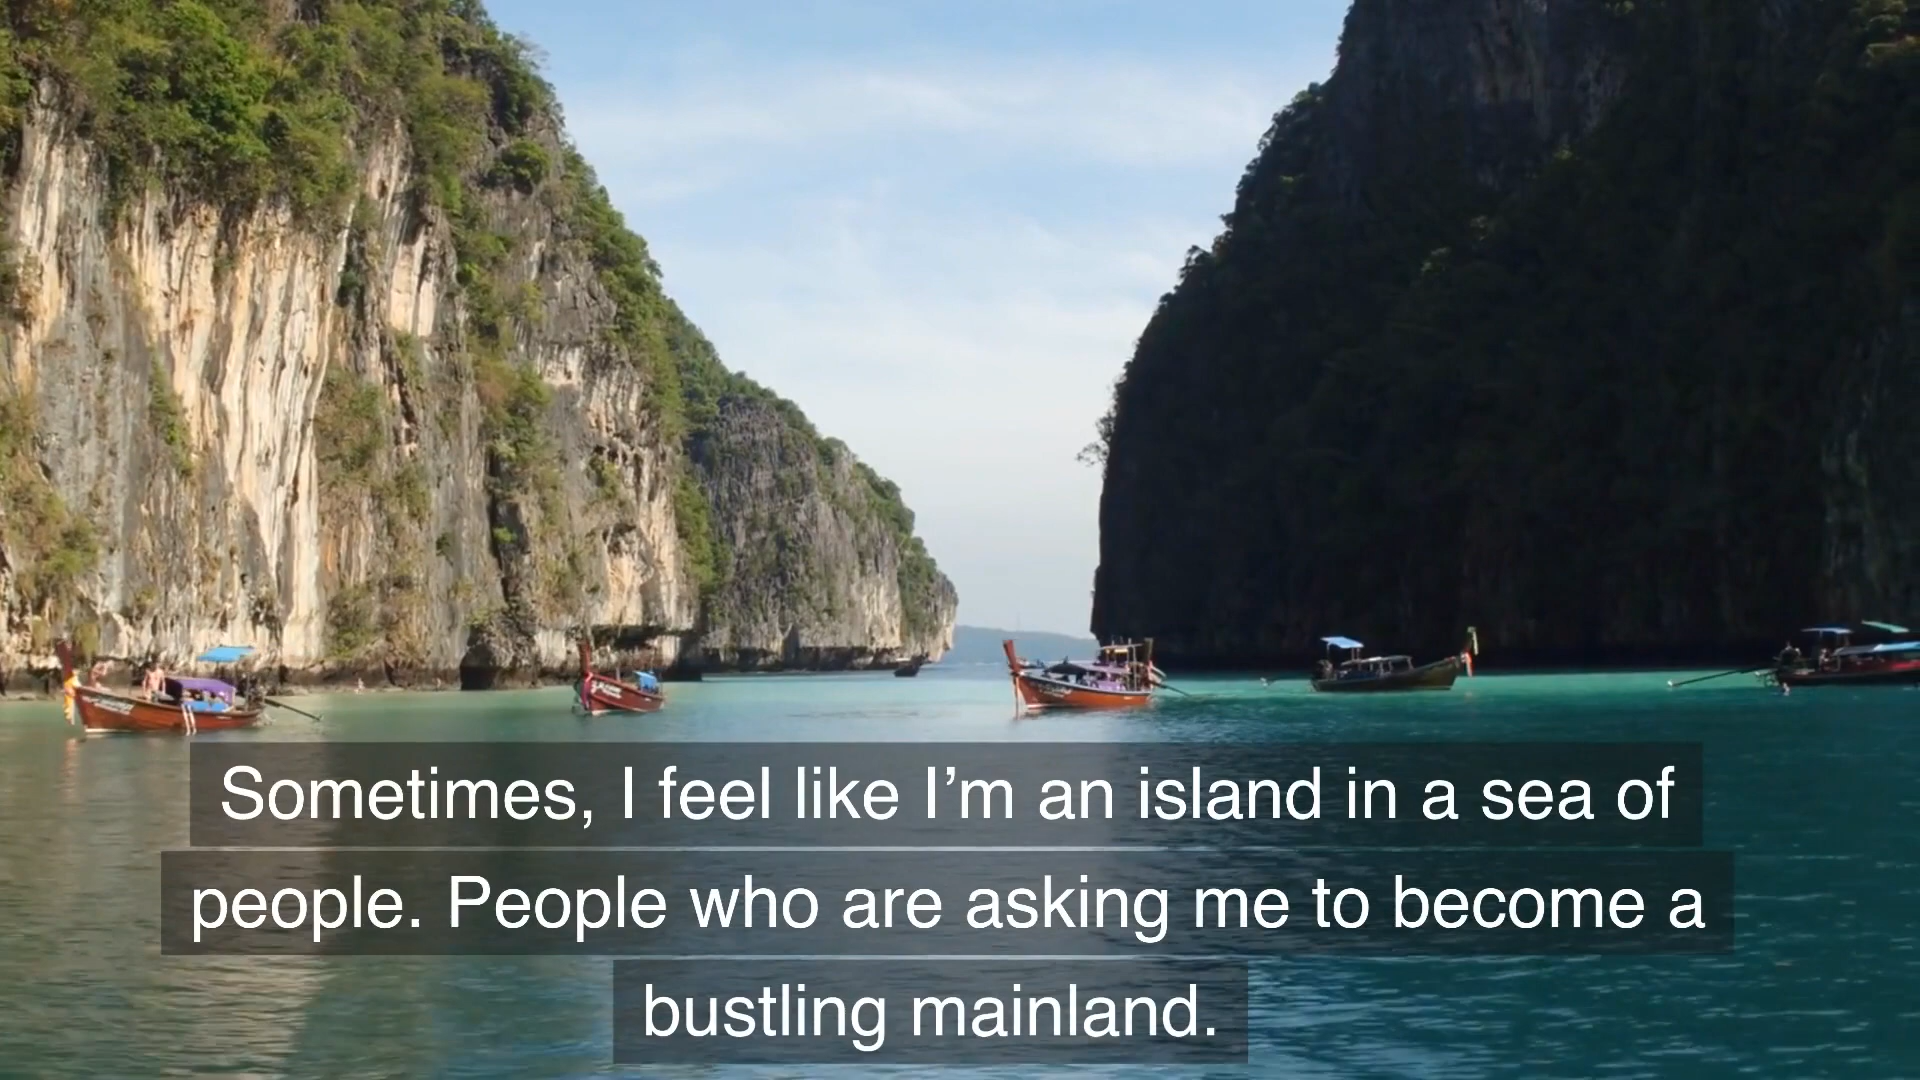 Sometimes, I feel like I’m an island in a sea of
people. People who are asking me to become a
bustling mainland.